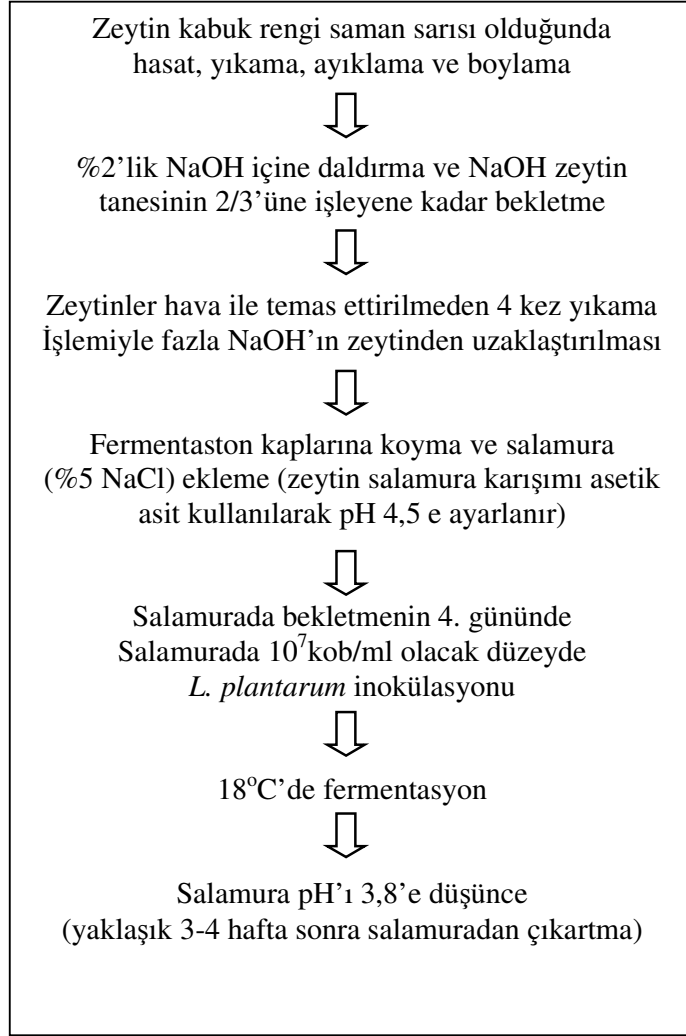 Zeytin kabuk rengi saman sarısı olduğunda
hasat, yıkama, ayıklama ve boylama
%2’lik NaOH içine daldırma ve NaOH zeytin
tanesinin 2/3’üne işleyene kadar bekletme
Zeytinler hava ile temas ettirilmeden 4 kez yıkama
İşlemiyle fazla NaOH’ın zeytinden uzaklaştırılması
Fermentaston kaplarına koyma ve salamura
(%5 NaCl) ekleme (zeytin salamura karışımı asetik
asit kullanılarak pH 4,5 e ayarlanır)
Salamurada bekletmenin 4. gününde
Salamurada 10⁷kob/ml olacak düzeyde
L. plantarum inokülasyonu
18°C’de fermentasyon
Salamura pH’ı 3,8’e düşünce
(yaklaşık 3-4 hafta sonra salamuradan çıkartma)